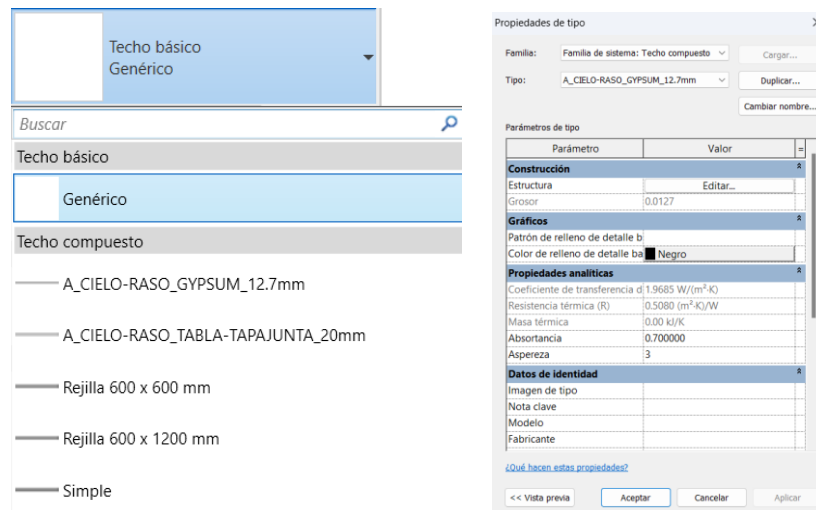 Techo básico
Genérico
Buscar
Techo básico
Genérico
Techo compuesto
A_CIELO-RASO_GYPSUM_12.7mm
A_CIELO-RASO_TABLA-TAPAJUNTA_20mm
Rejilla 600 x 600 mm
Rejilla 600 x 1200 mm
Simple
Propiedades de tipo
Familia: Familia de sistema: Techo compuesto Cargar...
Tipo: A_CIELO-RASO_GYPSUM_12.7mm Duplicar...
Cambiar nombre...
Parámetros de tipo
Parámetro Valor =
Construcción
Estructura Editar...
Grosor 0.0127
Gráficos
Patrón de relleno de detalle b
Color de relleno de detalle ba Negro
Propiedades analíticas
Coeficiente de transferencia d 1.9685 W/(m²·K)
Resistencia térmica (R) 0.5080 (m²·K)/W
Masa térmica 0.00 kJ/K
Absortancia 0.700000
Aspereza 3
Datos de identidad
Imagen de tipo
Nota clave
Modelo
Fabricante
¿Qué hacen estas propiedades?
<< Vista previa Aceptar Cancelar Aplicar